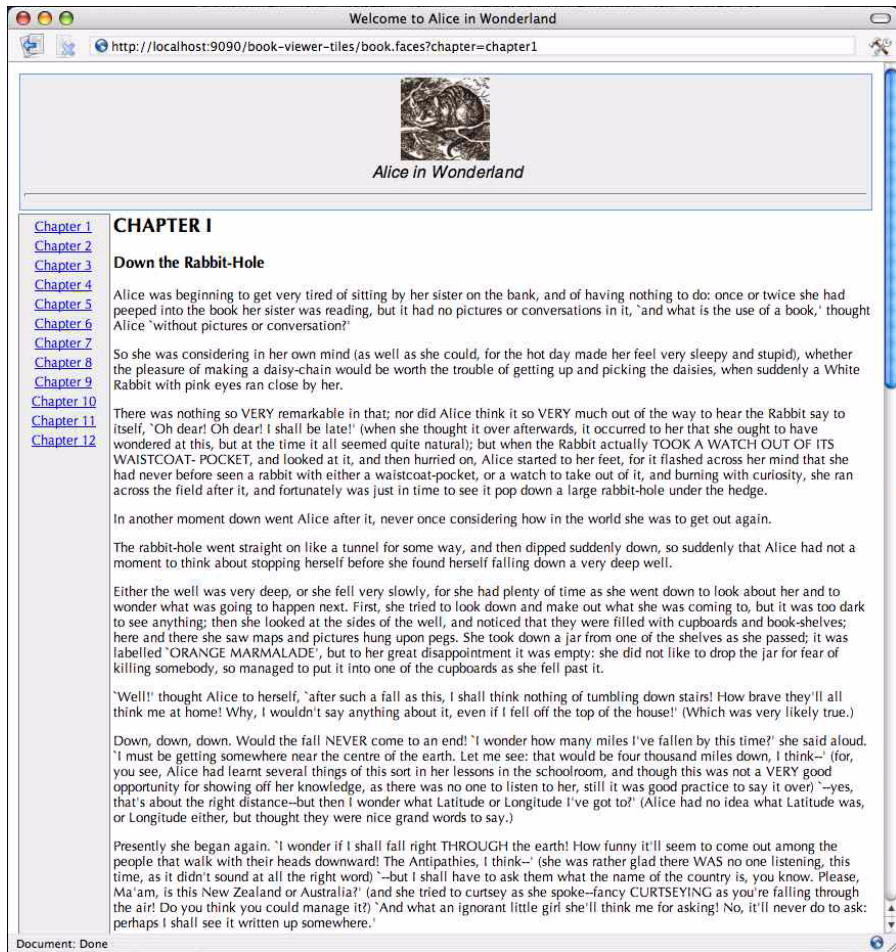 Welcome to Alice in Wonderland
http://localhost:9090/book-viewer-tiles/book.faces?chapter=chapter1
Alice in Wonderland
Chapter 1
Chapter 2
Chapter 3
Chapter 4
Chapter 5
Chapter 6
Chapter 7
Chapter 8
Chapter 9
Chapter 10
Chapter 11
Chapter 12
CHAPTER I
Down the Rabbit-Hole
Alice was beginning to get very tired of sitting by her sister on the bank, and of having nothing to do: once or twice she had
peeped into the book her sister was reading, but it had no pictures or conversations in it, `and what is the use of a book,' thought
Alice `without pictures or conversation?'
So she was considering in her own mind (as well as she could, for the hot day made her feel very sleepy and stupid), whether
the pleasure of making a daisy-chain would be worth the trouble of getting up and picking the daisies, when suddenly a White
Rabbit with pink eyes ran close by her.
There was nothing so VERY remarkable in that; nor did Alice think it so VERY much out of the way to hear the Rabbit say to
itself, `Oh dear! Oh dear! I shall be late!' (when she thought it over afterwards, it occurred to her that she ought to have
wondered at this, but at the time it all seemed quite natural); but when the Rabbit actually TOOK A WATCH OUT OF ITS
WAISTCOAT- POCKET, and looked at it, and then hurried on, Alice started to her feet, for it flashed across her mind that she
had never before seen a rabbit with either a waistcoat-pocket, or a watch to take out of it, and burning with curiosity, she ran
across the field after it, and fortunately was just in time to see it pop down a large rabbit-hole under the hedge.
In another moment down went Alice after it, never once considering how in the world she was to get out again.
The rabbit-hole went straight on like a tunnel for some way, and then dipped suddenly down, so suddenly that Alice had not a
moment to think about stopping herself before she found herself falling down a very deep well.
Either the well was very deep, or she fell very slowly, for she had plenty of time as she went down to look about her and to
wonder what was going to happen next. First, she tried to look down and make out what she was coming to, but it was too dark
to see anything; then she looked at the sides of the well, and noticed that they were filled with cupboards and book-shelves;
here and there she saw maps and pictures hung upon pegs. She took down a jar from one of the shelves as she passed; it was
labelled `ORANGE MARMALADE', but to her great disappointment it was empty: she did not like to drop the jar for fear of
killing somebody, so managed to put it into one of the cupboards as she fell past it.
`Well!' thought Alice to herself, `after such a fall as this, I shall think nothing of tumbling down stairs! How brave they'll all
think me at home! Why, I wouldn't say anything about it, even if I fell off the top of the house!' (Which was very likely true.)
Down, down, down. Would the fall NEVER come to an end! `I wonder how many miles I've fallen by this time?' she said aloud.
`I must be getting somewhere near the centre of the earth. Let me see: that would be four thousand miles down, I think--' (for,
you see, Alice had learnt several things of this sort in her lessons in the schoolroom, and though this was not a VERY good
opportunity for showing off her knowledge, as there was no one to listen to her, still it was good practice to say it over) `--yes,
that's about the right distance--but then I wonder what Latitude or Longitude I've got to?' (Alice had no idea what Latitude was,
or Longitude either, but thought they were nice grand words to say.)
Presently she began again. `I wonder if I shall fall right THROUGH the earth! How funny it'll seem to come out among the
people that walk with their heads downward! The Antipathies, I think--' (she was rather glad there WAS no one listening, this
time, as it didn't sound at all the right word) `--but I shall have to ask them what the name of the country is, you know. Please,
Ma'am, is this New Zealand or Australia?' (and she tried to curtsey as she spoke--fancy CURTSEYING as you're falling through
the air! Do you think you could manage it?) `And what an ignorant little girl she'll think me for asking! No, it'll never do to ask:
perhaps I shall see it written up somewhere.'
Document: Done